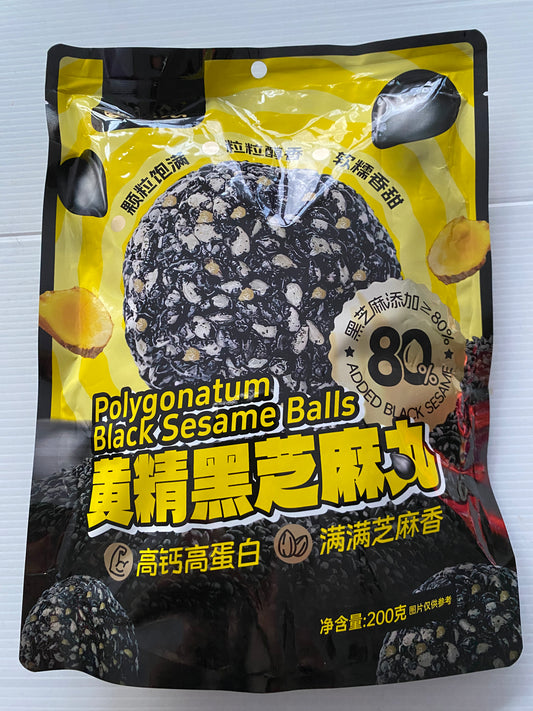 颗粒饱满
粒粒醇香
软糯香甜
黑芝麻添加≥80%
80%
ADDED BLACK SESAME
Polygonatum
Black Sesame Balls
黄精黑芝麻丸
高钙高蛋白
满满芝麻香
净含量:200克 图片仅供参考